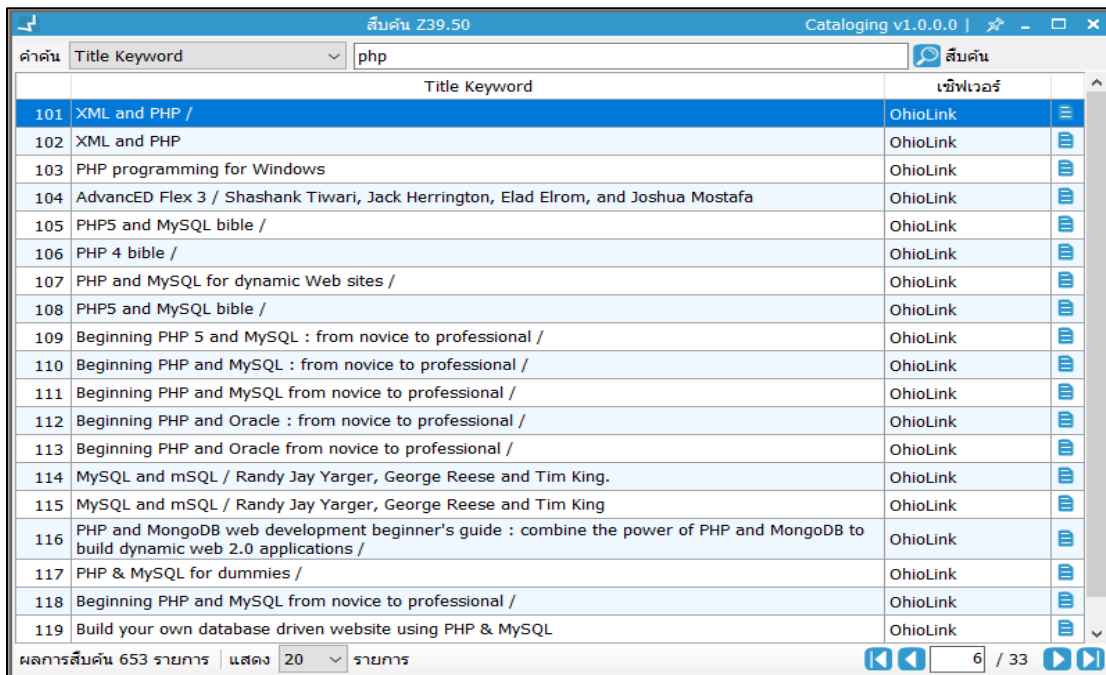 สืบค้น Z39.50 Cataloging v1.0.0.0 |
คำค้น Title Keyword php สืบค้น
Title Keyword เซิฟเวอร์
101 XML and PHP / OhioLink
102 XML and PHP OhioLink
103 PHP programming for Windows OhioLink
104 AdvancED Flex 3 / Shashank Tiwari, Jack Herrington, Elad Elrom, and Joshua Mostafa OhioLink
105 PHP5 and MySQL bible / OhioLink
106 PHP 4 bible / OhioLink
107 PHP and MySQL for dynamic Web sites / OhioLink
108 PHP5 and MySQL bible / OhioLink
109 Beginning PHP 5 and MySQL : from novice to professional / OhioLink
110 Beginning PHP and MySQL : from novice to professional / OhioLink
111 Beginning PHP and MySQL from novice to professional / OhioLink
112 Beginning PHP and Oracle : from novice to professional / OhioLink
113 Beginning PHP and Oracle from novice to professional / OhioLink
114 MySQL and mSQL / Randy Jay Yarger, George Reese and Tim King. OhioLink
115 MySQL and mSQL / Randy Jay Yarger, George Reese and Tim King OhioLink
116 PHP and MongoDB web development beginner's guide : combine the power of PHP and MongoDB to
build dynamic web 2.0 applications / OhioLink
117 PHP & MySQL for dummies / OhioLink
118 Beginning PHP and MySQL from novice to professional / OhioLink
119 Build your own database driven website using PHP & MySQL OhioLink
ผลการสืบค้น 653 รายการ แสดง 20 รายการ 6 / 33